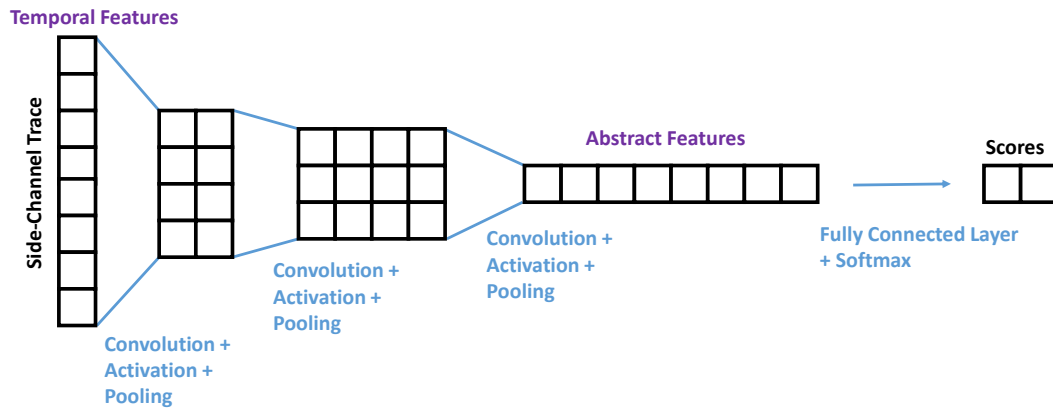 Temporal Features
Side-Channel Trace
Convolution +
Activation +
Pooling
Convolution +
Activation +
Pooling
Abstract Features
Convolution +
Activation +
Pooling
Fully Connected Layer
+ Softmax
Scores